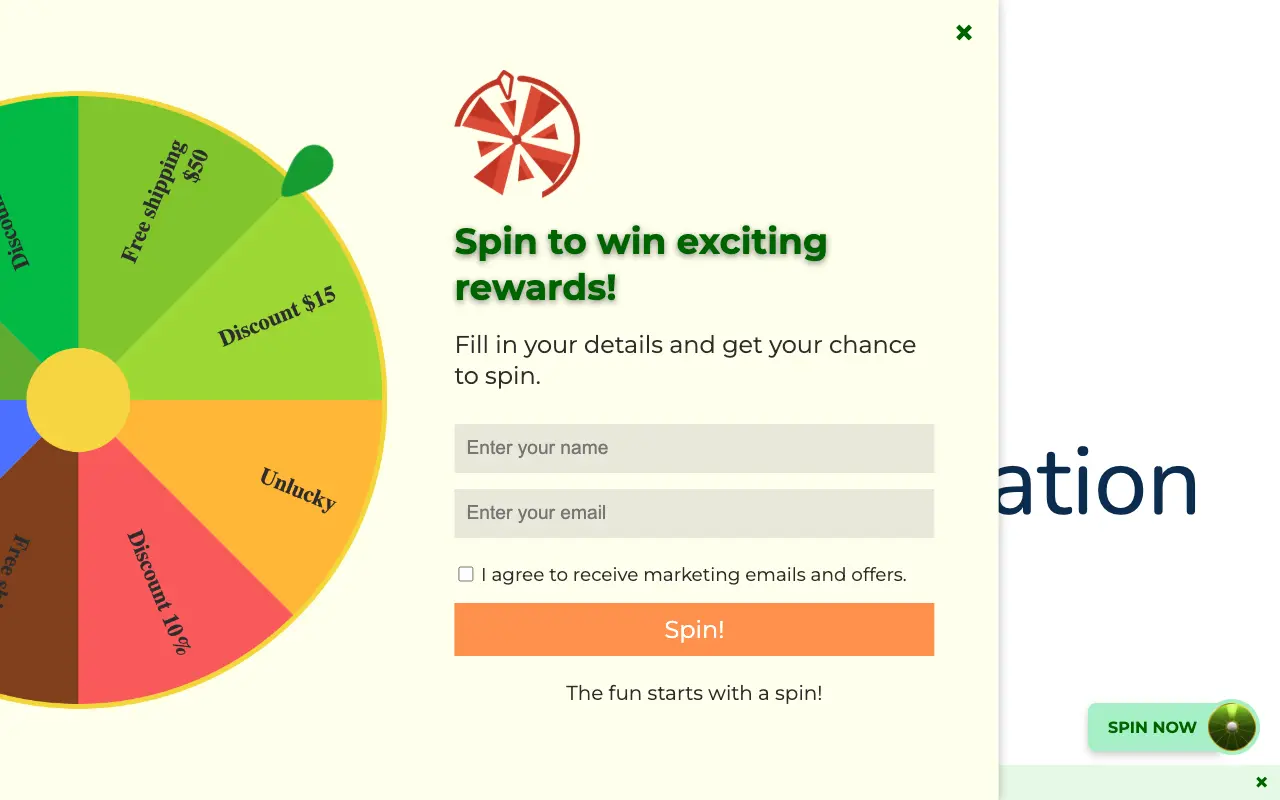 Discoun
Free shipping
$50
Discount $15
Unlucky
Discount 10%
Free shi
Spin to win exciting
rewards!
Fill in your details and get your chance
to spin.
Enter your name
Enter your email
I agree to receive marketing emails and offers.
Spin!
The fun starts with a spin!
ation
SPIN NOW